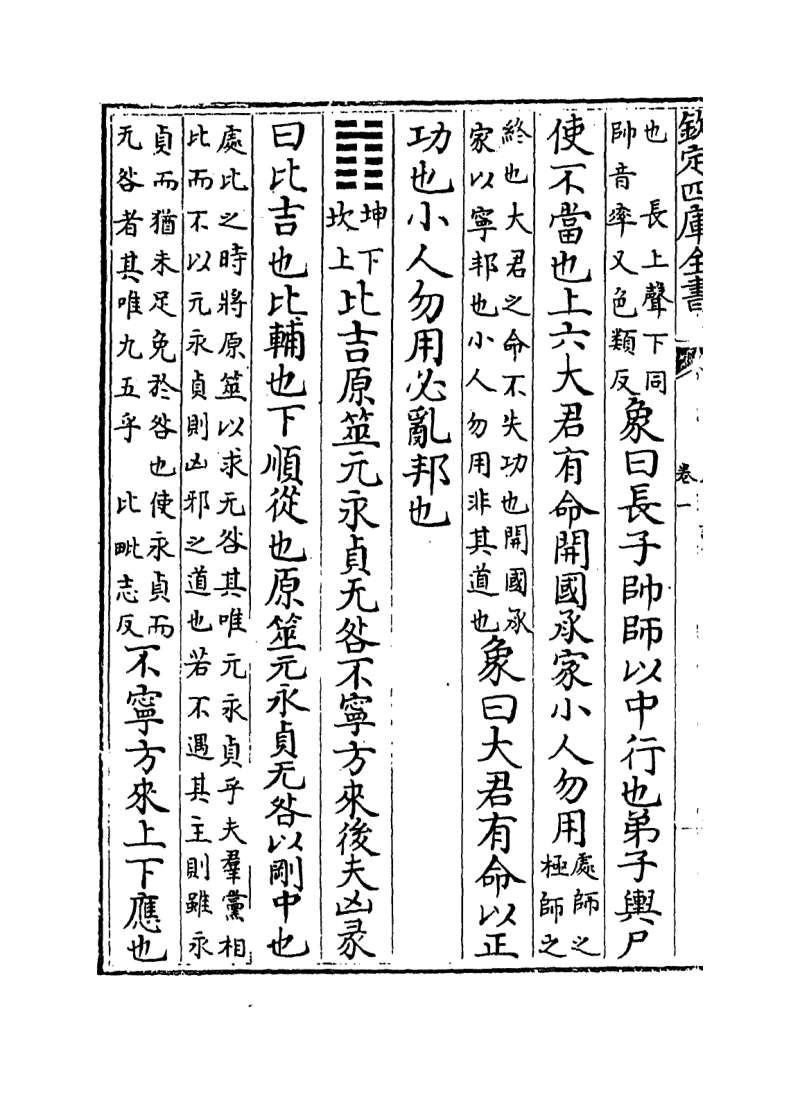 欽定四庫全書 卷一
也 長上聲下同
帥音率又色類反
象曰長子帥師以中行也弟子輿尸
使不當也上六大君有命開國承家小人勿用
處師之
極師之
終也大君之命不失功也開國承
家以寧邦也小人勿用非其道也
象曰大君有命以正
功也小人勿用必亂邦也
䷇
坤下
坎上
比吉原筮元永貞无咎不寧方來後夫凶彖
曰比吉也比輔也下順從也原筮元永貞无咎以剛中也
處比之時將原筮以求无咎其唯元永貞乎夫羣黨相
比而不以元永貞則凶邪之道也若不遇其主則雖永
貞而猶未足免於咎也使永貞而
无咎者其唯九五乎 比毗志反
不寧方來上下應也